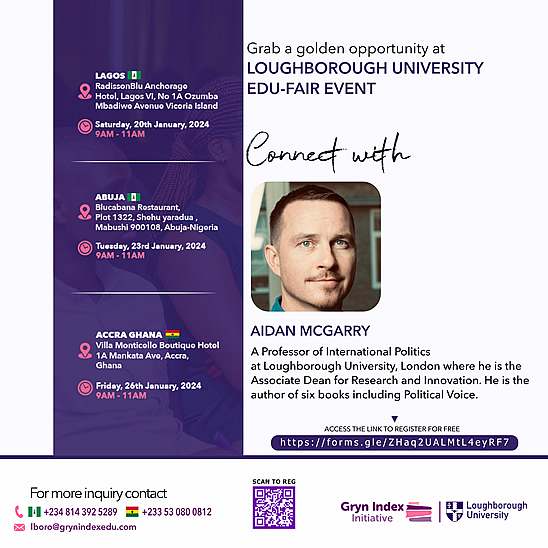 Grab a golden opportunity at
LOUGHBOROUGH UNIVERSITY
EDU-FAIR EVENT
LAGOS
RadissonBlu Anchorage
Hotel, Lagos VI, No 1A Ozumba
Mbadiwe Avenue Vicoria Island
Saturday, 20th January, 2024
9AM - 11AM
ABUJA
Blucabana Restaurant,
Plot 1322, Shehu yaradua ,
Mabushi 900108, Abuja-Nigeria
Tuesday, 23rd January, 2024
9AM - 11AM
ACCRA GHANA
Villa Monticello Boutique Hotel
1A Mankata Ave, Accra,
Ghana
Friday, 26th January, 2024
9AM - 11AM
Connect with
AIDAN MCGARRY
A Professor of International Politics
at Loughborough University, London where he is the
Associate Dean for Research and Innovation. He is the
author of six books including Political Voice.
ACCESS THE LINK TO REGISTER FOR FREE
https://forms.gle/ZHaq2UALMtL4eyRF7
For more inquiry contact
+234 814 392 5289 +233 53 080 0812
lboro@grynindexedu.com
SCAN TO REG
Gryn Index
Initiative
Loughborough
University